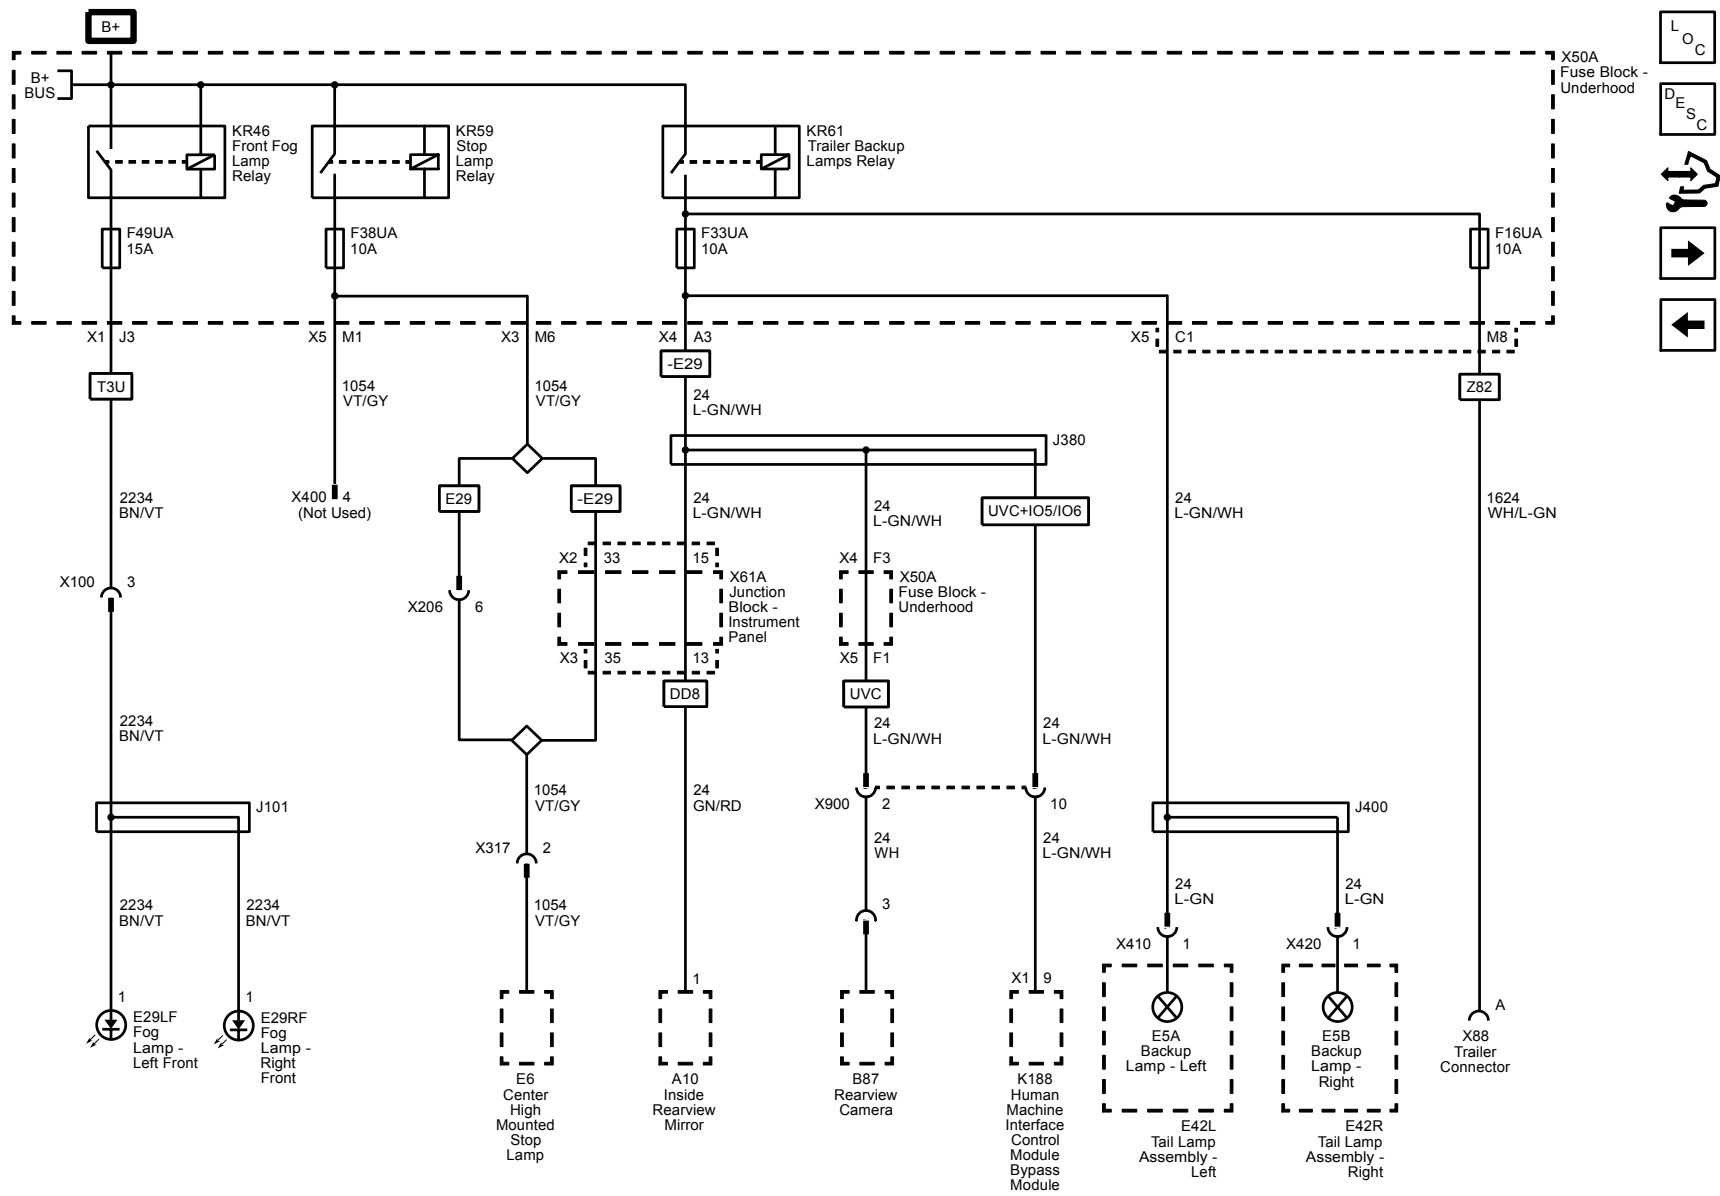 B+
L
O
C
B+
BUS
X50A
Fuse Block -
Underhood
D
E
S
C
KR46
Front Fog
Lamp
Relay
KR59
Stop
Lamp
Relay
KR61
Trailer Backup
Lamps Relay
F49UA
15A
F38UA
10A
F33UA
10A
F16UA
10A
X1 J3
X5 M1
X3 M6
X4 A3
X5 C1
M8
-E29
T3U
Z82
1054
VT/GY
1054
VT/GY
24
L-GN/WH
J380
2234
BN/VT
X400 4
(Not Used)
E29
-E29
24
L-GN/WH
24
L-GN/WH
UVC+IO5/IO6
24
L-GN/WH
1624
WH/L-GN
X2 33
15
X4 F3
X100 3
X206 6
X61A
Junction
Block -
Instrument
Panel
X50A
Fuse Block -
Underhood
X3 35
13
X5 F1
DD8
UVC
2234
BN/VT
24
L-GN/WH
24
L-GN/WH
1054
VT/GY
24
GN/RD
X900 2
10
J101
J400
X317 2
24
WH
24
L-GN/WH
2234
BN/VT
2234
BN/VT
1054
VT/GY
3
24
L-GN
24
L-GN
X410 1
X420 1
1
1
1
X1 9
A
E29LF
Fog
Lamp -
Left Front
E29RF
Fog
Lamp -
Right
Front
E5A
Backup
Lamp - Left
E5B
Backup
Lamp -
Right
X88
Trailer
Connector
E6
Center
High
Mounted
Stop
Lamp
A10
Inside
Rearview
Mirror
B87
Rearview
Camera
K188
Human
Machine
Interface
Control
Module
Bypass
Module
E42L
Tail Lamp
Assembly -
Left
E42R
Tail Lamp
Assembly -
Right